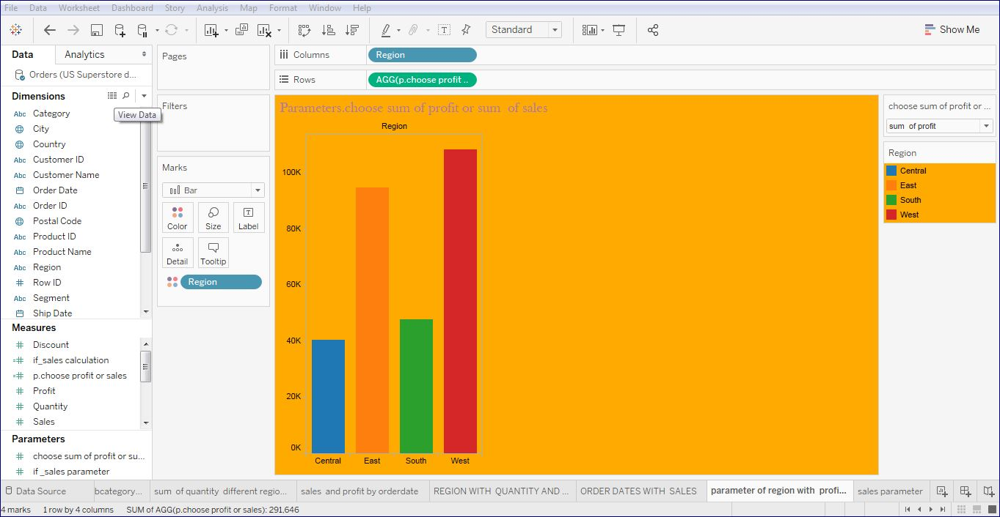 File Data Worksheet Dashboard Story Analysis Map Format Window Help
Standard
Show Me
Data Analytics
Orders (US Superstore d...
Dimensions
View Data
Abc Category
City
Country
Abc Customer ID
Abc Customer Name
Order Date
Abc Order ID
Postal Code
Abc Product ID
Abc Product Name
Abc Region
# Row ID
Abc Segment
Ship Date
Measures
# Discount
=# if_sales calculation
=# p.choose profit or sales
# Profit
# Quantity
# Sales
Parameters
# choose sum of profit or su...
# if _sales parameter
Pages
Filters
Marks
Bar
Color Size Label
Detail Tooltip
Region
Columns Region
Rows AGG(p.choose profit ..
Parameters.choose sum of profit or sum  of sales
Region
100K
80K
60K
40K
20K
0K
Central East South West
choose sum of profit or ...
sum  of profit
Region
Central
East
South
West
Data Source bcategory... sum  of quantity  different regio... sales  and profit by orderdate REGION WITH  QUANTITY AND ... ORDER DATES WITH  SALES parameter of region with  profi... sales parameter
4 marks 1 row by 4 columns SUM of AGG(p.choose profit or sales): 291,646